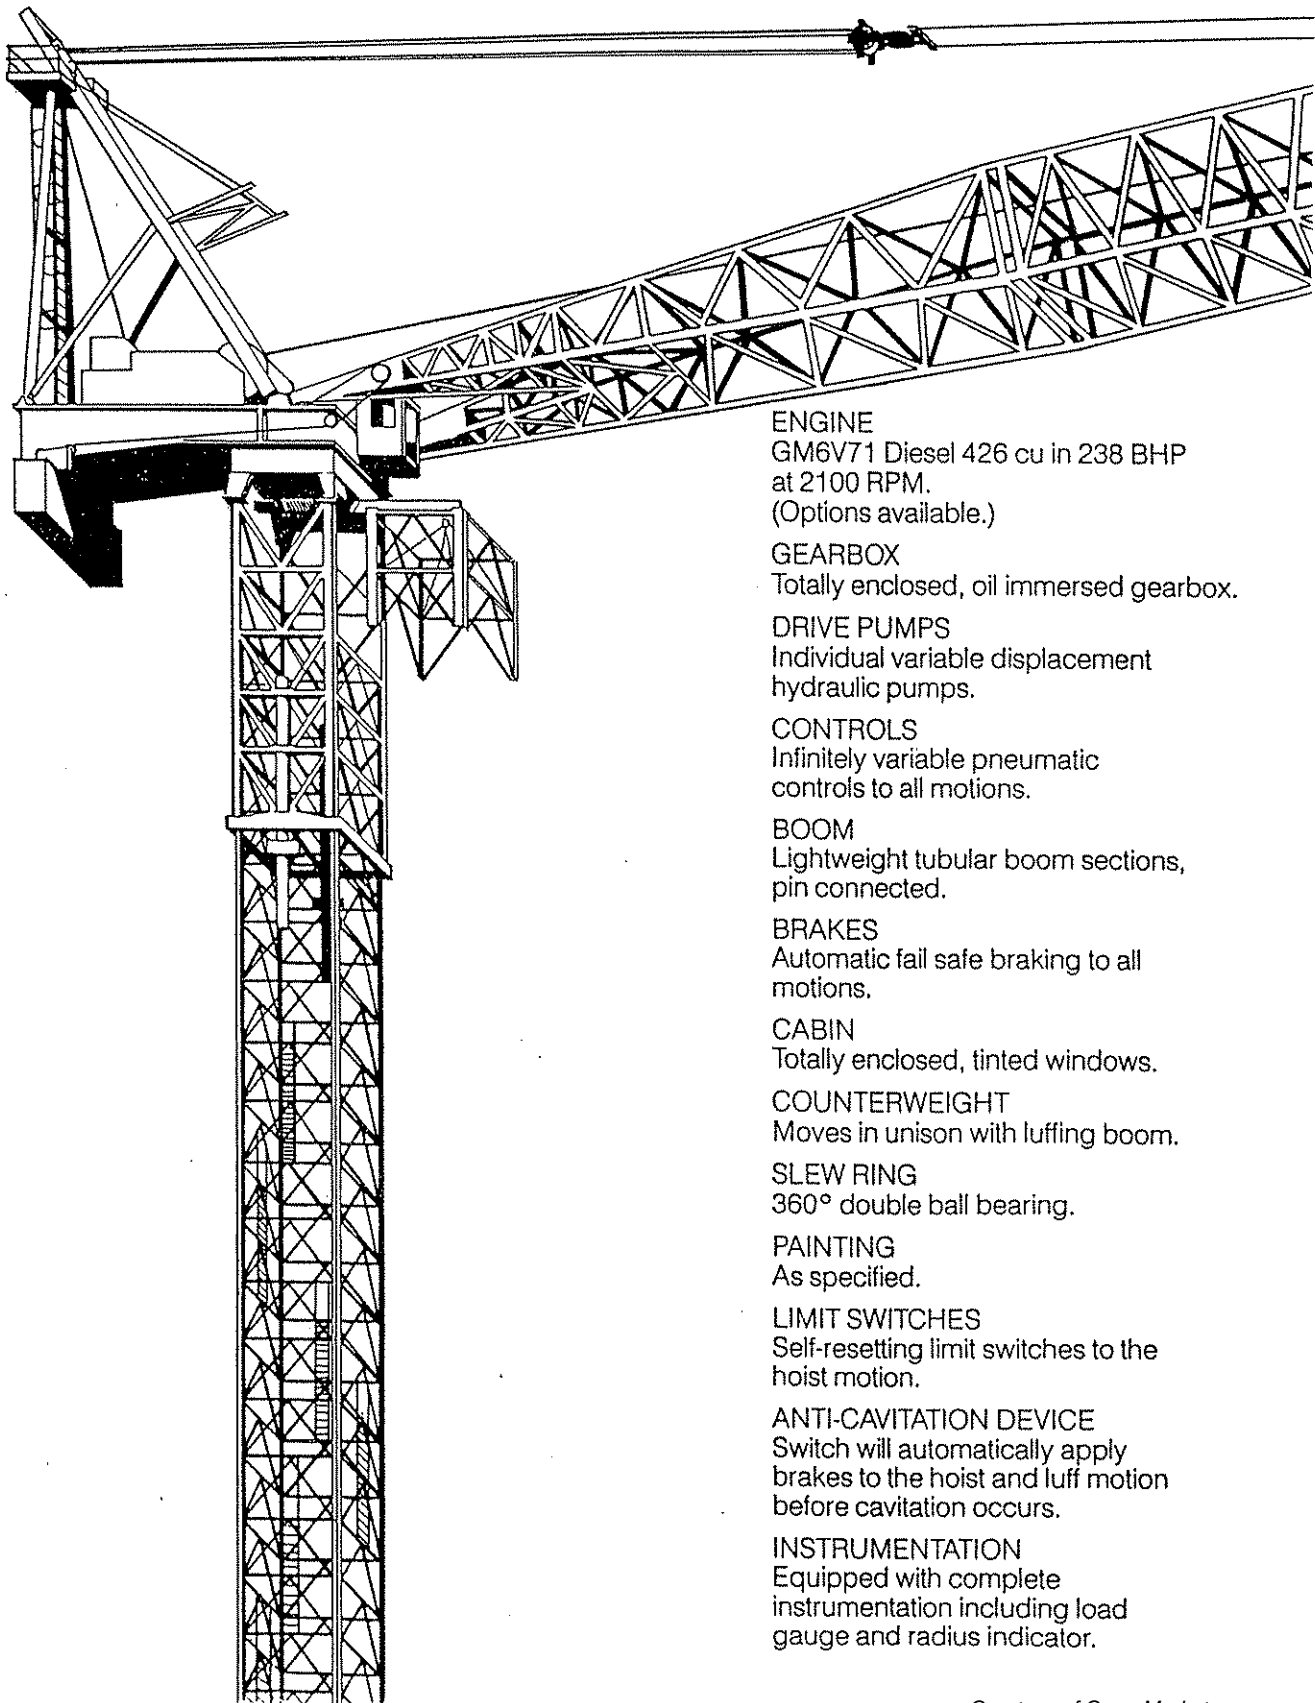 ENGINE
GM6V71 Diesel 426 cu in 238 BHP
at 2100 RPM.
(Options available.)
GEARBOX
Totally enclosed, oil immersed gearbox.
DRIVE PUMPS
Individual variable displacement
hydraulic pumps.
CONTROLS
Infinitely variable pneumatic
controls to all motions.
BOOM
Lightweight tubular boom sections,
pin connected.
BRAKES
Automatic fail safe braking to all
motions.
CABIN
Totally enclosed, tinted windows.
COUNTERWEIGHT
Moves in unison with luffing boom.
SLEW RING
360° double ball bearing.
PAINTING
As specified.
LIMIT SWITCHES
Self-resetting limit switches to the
hoist motion.
ANTI-CAVITATION DEVICE
Switch will automatically apply
brakes to the hoist and luff motion
before cavitation occurs.
INSTRUMENTATION
Equipped with complete
instrumentation including load
gauge and radius indicator.